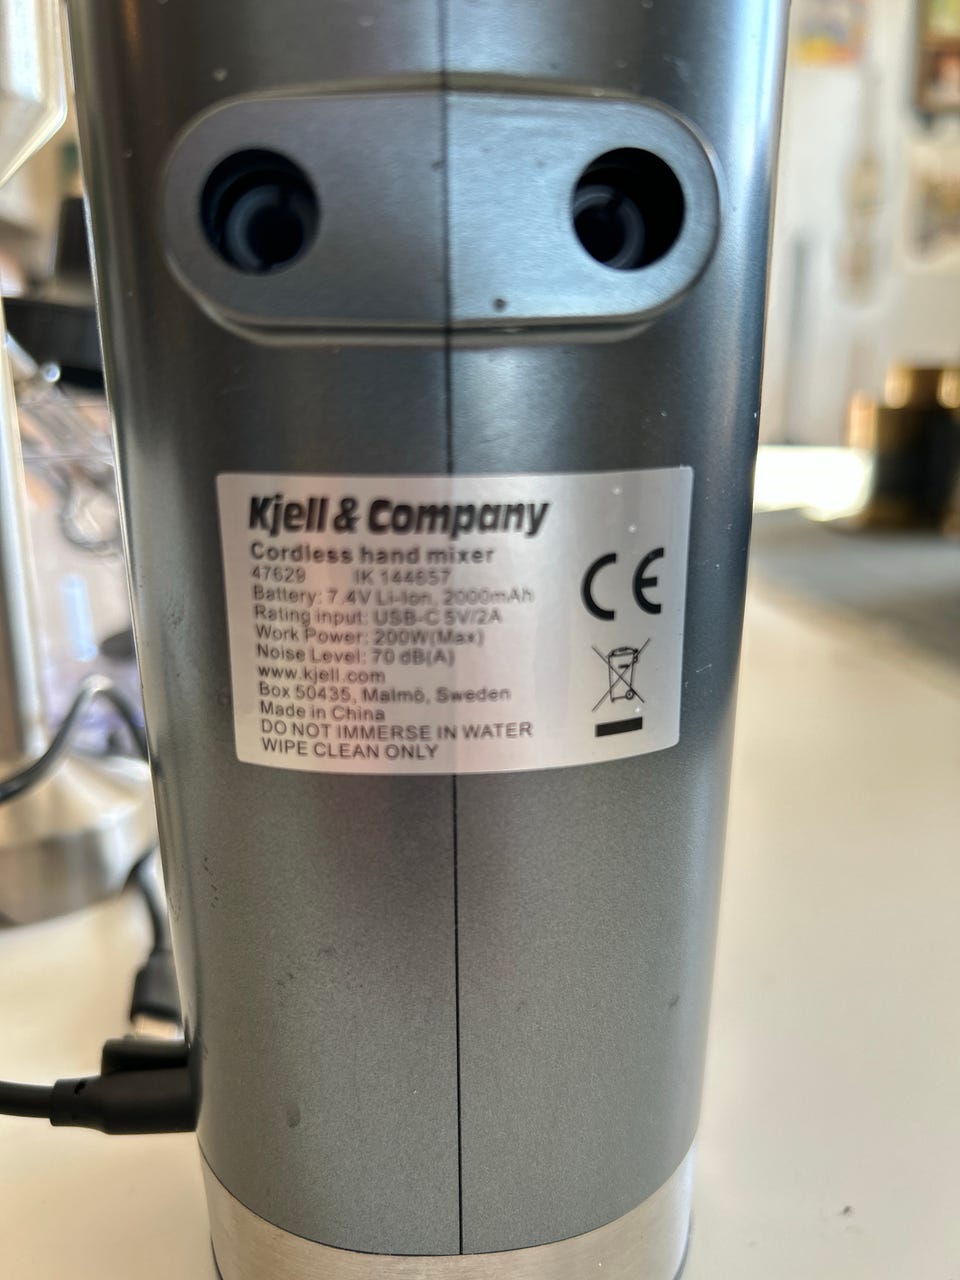 Kjell & Company
Cordless hand mixer
47629 IK 144657
Battery: 7.4V Li-Ion, 2000mAh
Rating input: USB-C 5V/2A
Work Power: 200W(Max)
Noise Level: 70 dB(A)
www.kjell.com
Box 50435, Malmö, Sweden
Made in China
DO NOT IMMERSE IN WATER
WIPE CLEAN ONLY
CE